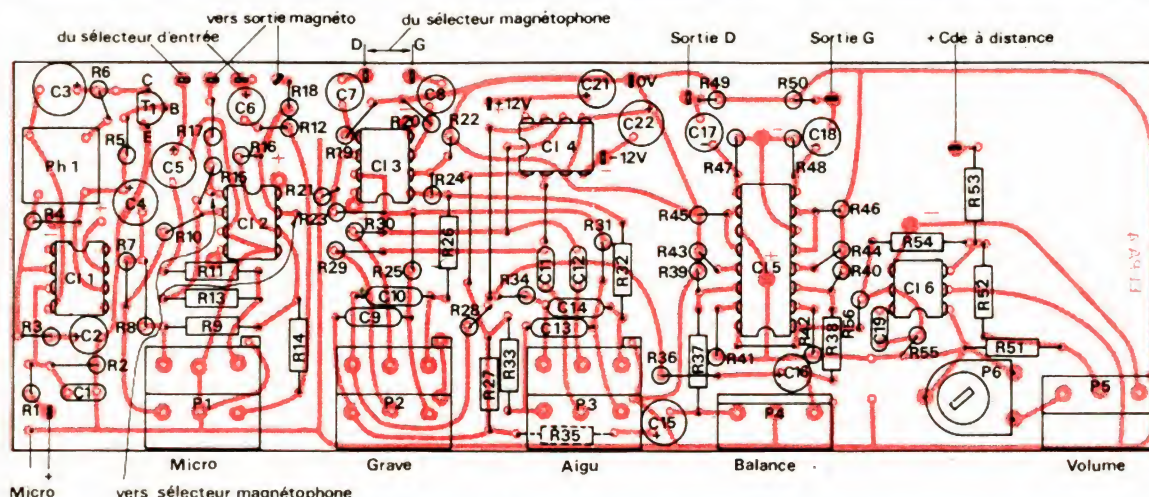 vers sortie magnéto
du sélecteur magnétophone
du sélecteur d'entrée
D G
Sortie D
Sortie G
+ Cde à distance
C3 R6 C T1 B E C6 R18 C7 C8 C21 0V R49 R50
+12V
R5 R17 R12 R20 R22 C22 C17 C18
Ph 1 C5 R16 R19 CI 3 CI 4 -12V R47 R48
R15 R21 R24 R53
R4 C4 CI 2 R23 R30 R45 R46
R7 R10 R26 R31 R43 R44 R54
CI 1 R11 R29 R25 R34 C11 C12 R32 R39 CI 5 R40 CI 6 R52
R13 C10 C14
R3 C2 R8 R9 R14 C9 R28 C13 R42 R38 R56 C19 R55
R2 R27 R33 R36 R37 R41 C16 R51
R1 C1 P1 P2 P3 C15 P4 P6 P5
R35
Micro Grave Aigu Balance Volume
+
Micro vers sélecteur magnétophone